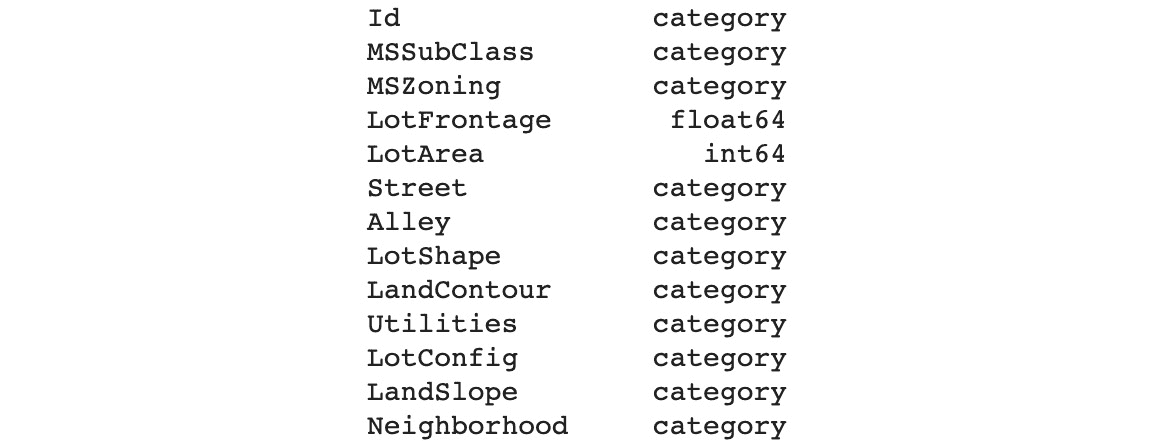 Id category
MSSubClass category
MSZoning category
LotFrontage float64
LotArea int64
Street category
Alley category
LotShape category
LandContour category
Utilities category
LotConfig category
LandSlope category
Neighborhood category